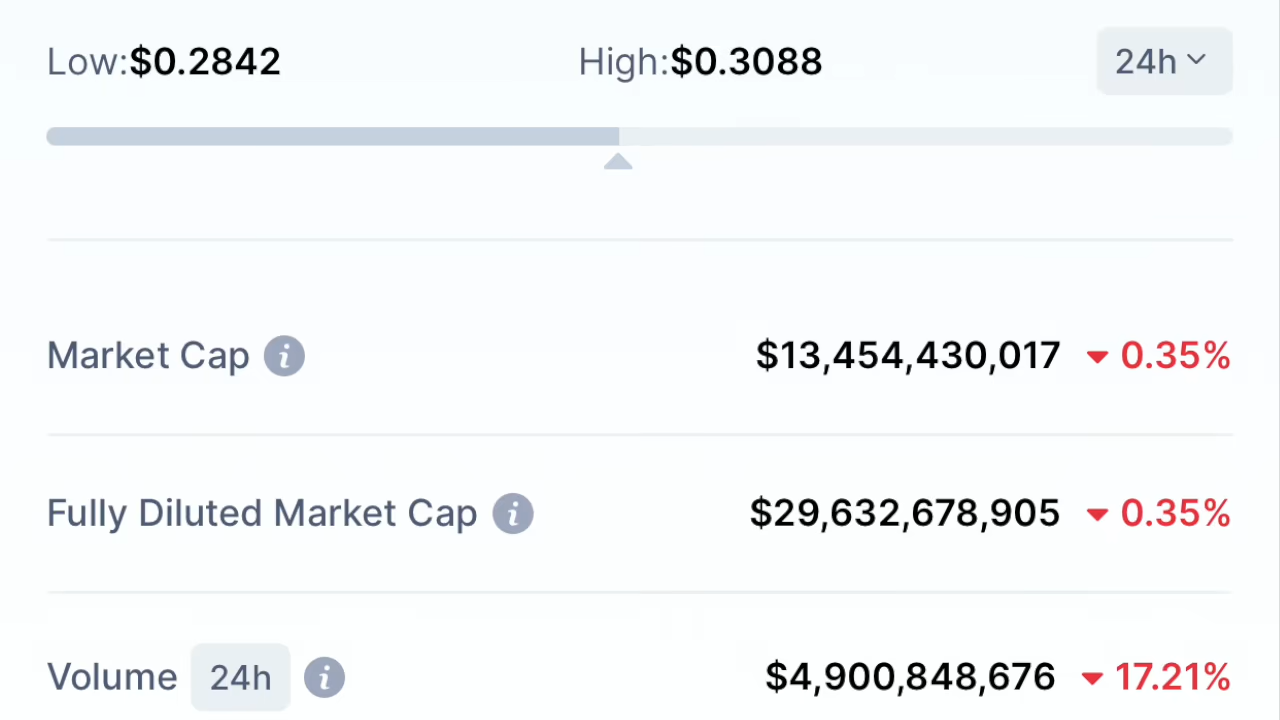 Low:$0.2842 High:$0.3088 24h
Market Cap i $13,454,430,017 0.35%
Fully Diluted Market Cap i $29,632,678,905 0.35%
Volume 24h i $4,900,848,676 17.21%